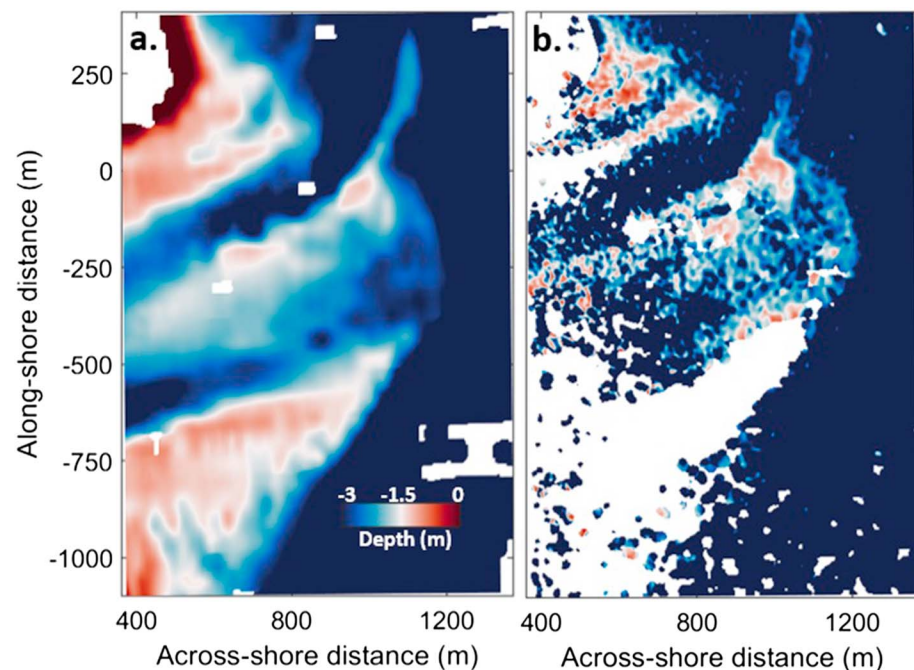 a.
b.
250
0
-250
-500
-750
-1000
Along-shore distance (m)
-3 -1.5 0
Depth (m)
400 800 1200
400 800 1200
Across-shore distance (m)
Across-shore distance (m)